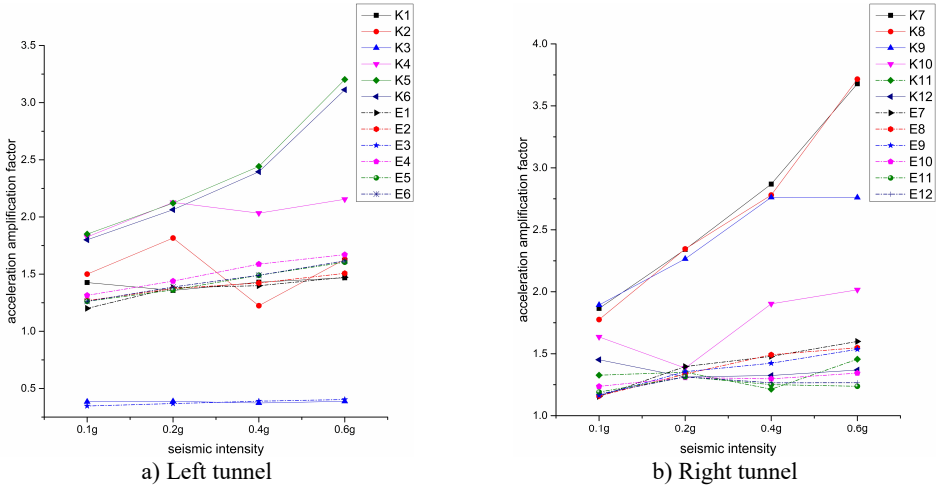 3.5
3.0
2.5
2.0
1.5
1.0
0.5
acceleration amplification factor
0.1g 0.2g 0.4g 0.6g
seismic intensity
K1
K2
K3
K4
K5
K6
E1
E2
E3
E4
E5
E6
a) Left tunnel
4.0
3.5
3.0
2.5
2.0
1.5
1.0
acceleration amplification factor
0.1g 0.2g 0.4g 0.6g
seismic intensity
K7
K8
K9
K10
K11
K12
E7
E8
E9
E10
E11
E12
b) Right tunnel